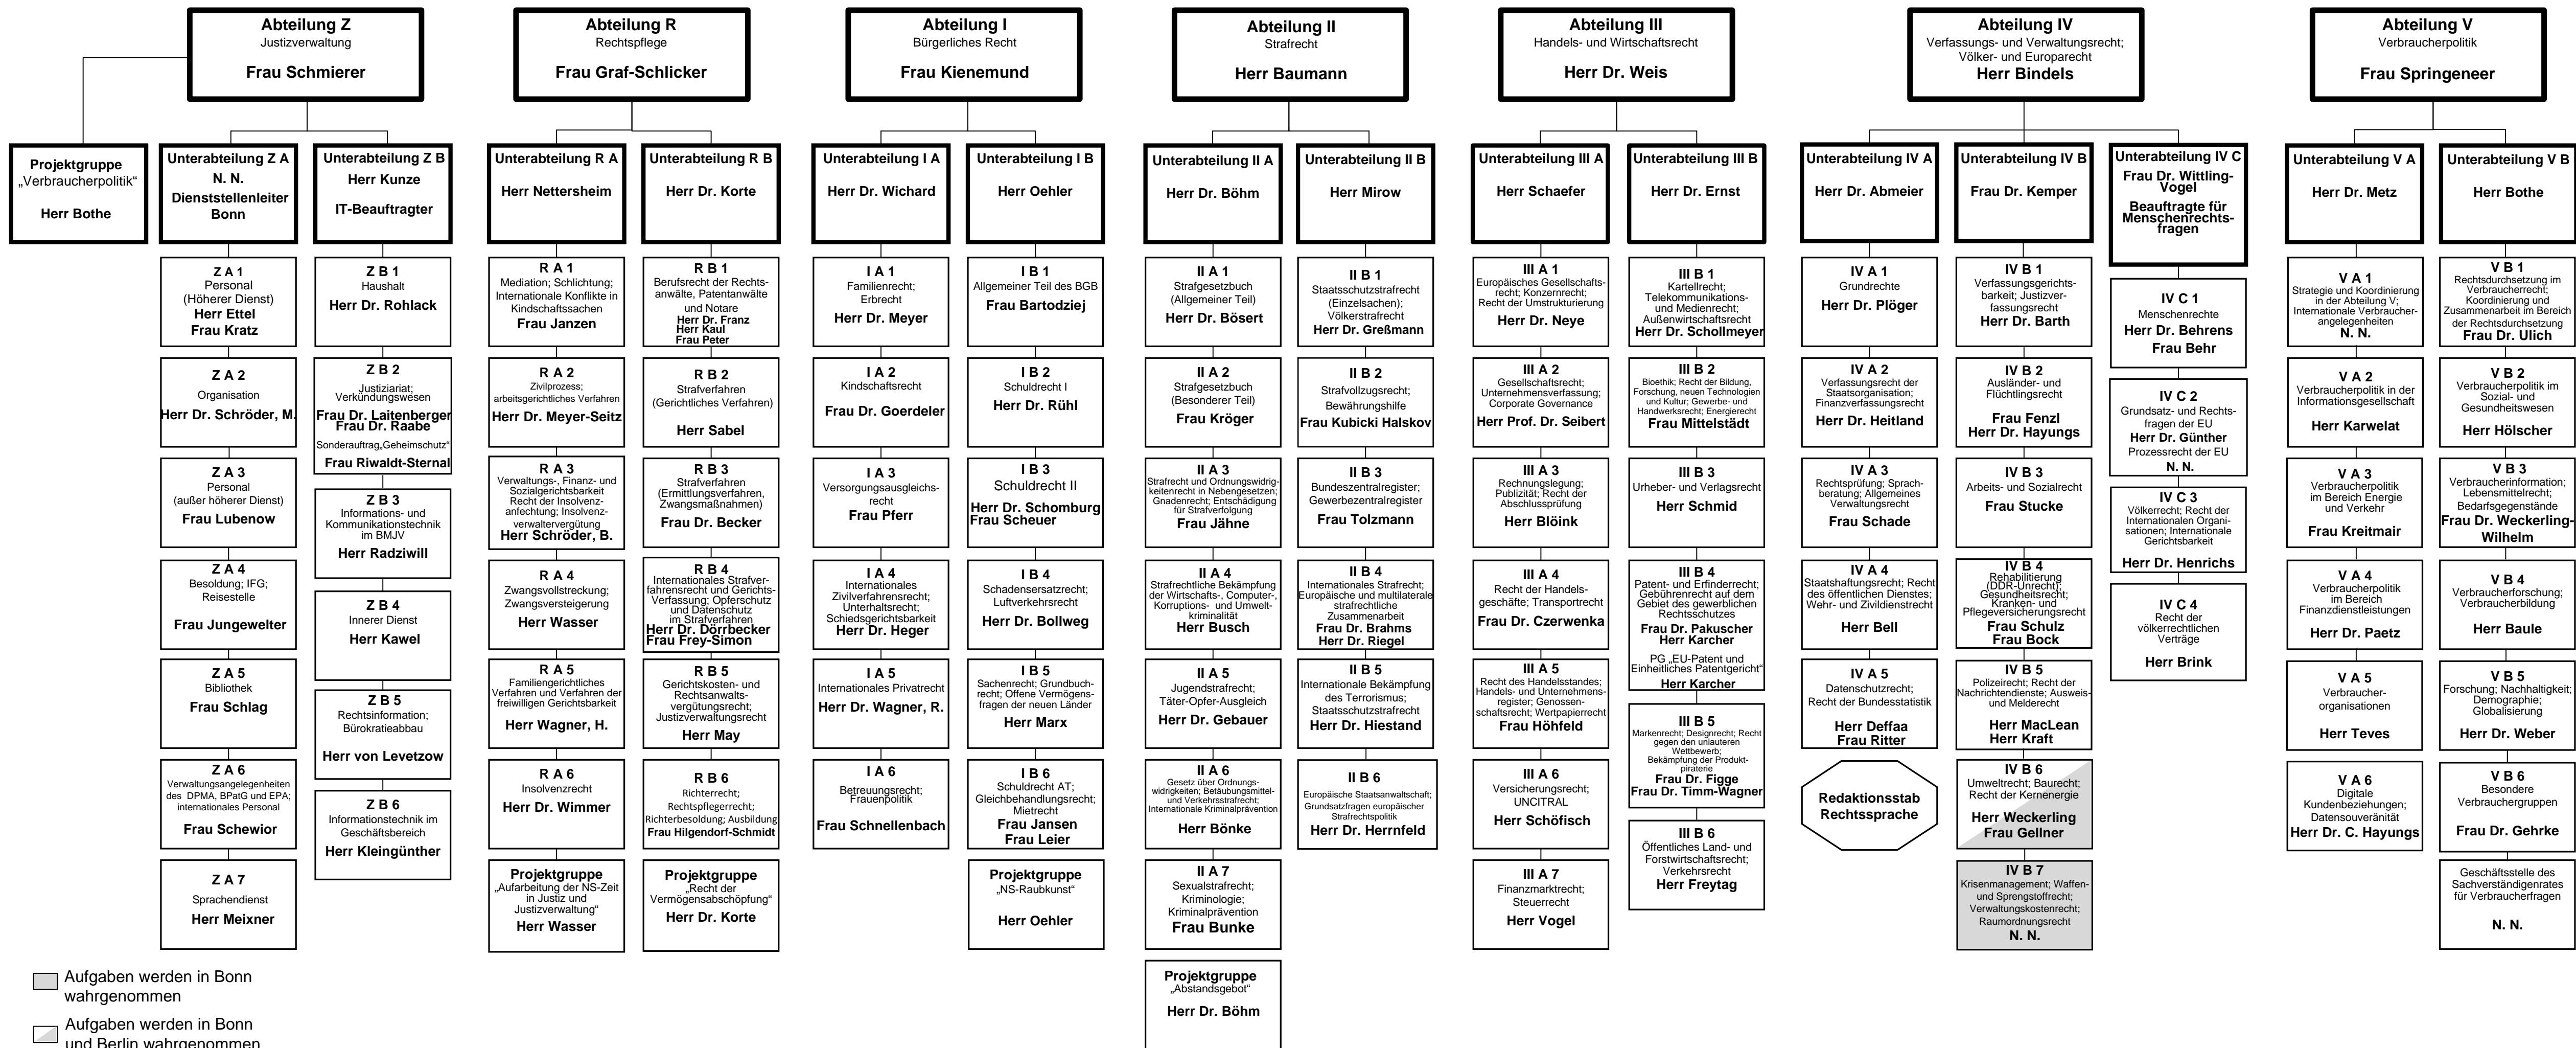 Abteilung Z
Justizverwaltung
Frau Schmierer
Projektgruppe
„Verbraucherpolitik“
Herr Bothe
Unterabteilung Z A
N. N.
Dienststellenleiter
Bonn
Z A 1
Personal
(Höherer Dienst)
Herr Ettel
Frau Kratz
Z A 2
Organisation
Herr Dr. Schröder, M.
Z A 3
Personal
(außer höherer Dienst)
Frau Lubenow
Z A 4
Besoldung; IFG;
Reisestelle
Frau Jungewelter
Z A 5
Bibliothek
Frau Schlag
Z A 6
Verwaltungsangelegenheiten
des DPMA, BPatG und EPA;
internationales Personal
Frau Schewior
Z A 7
Sprachendienst
Herr Meixner
Unterabteilung Z B
Herr Kunze
IT-Beauftragter
Z B 1
Haushalt
Herr Dr. Rohlack
Z B 2
Justiziariat;
Verkündungswesen
Frau Dr. Laitenberger
Frau Dr. Raabe
Sonderauftrag„Geheimschutz“
Frau Riwaldt-Sternal
Z B 3
Informations- und
Kommunikationstechnik
im BMJV
Herr Radziwill
Z B 4
Innerer Dienst
Herr Kawel
Z B 5
Rechtsinformation;
Bürokratieabbau
Herr von Levetzow
Z B 6
Informationstechnik im
Geschäftsbereich
Herr Kleingünther
Abteilung R
Rechtspflege
Frau Graf-Schlicker
Unterabteilung R A
Herr Nettersheim
R A 1
Mediation; Schlichtung;
Internationale Konflikte in
Kindschaftssachen
Frau Janzen
R A 2
Zivilprozess;
arbeitsgerichtliches Verfahren
Herr Dr. Meyer-Seitz
R A 3
Verwaltungs-, Finanz- und
Sozialgerichtsbarkeit
Recht der Insolvenz-
anfechtung; Insolvenz-
verwaltervergütung
Herr Schröder, B.
R A 4
Zwangsvollstreckung;
Zwangsversteigerung
Herr Wasser
R A 5
Familiengerichtliches
Verfahren und Verfahren der
freiwilligen Gerichtsbarkeit
Herr Wagner, H.
R A 6
Insolvenzrecht
Herr Dr. Wimmer
Projektgruppe
„Aufarbeitung der NS-Zeit
in Justiz und
Justizverwaltung“
Herr Wasser
Unterabteilung R B
Herr Dr. Korte
R B 1
Berufsrecht der Rechts-
anwälte, Patentanwälte
und Notare
Herr Dr. Franz
Herr Kaul
Frau Peter
R B 2
Strafverfahren
(Gerichtliches Verfahren)
Herr Sabel
R B 3
Strafverfahren
(Ermittlungsverfahren,
Zwangsmaßnahmen)
Frau Dr. Becker
R B 4
Internationales Strafver-
fahrensrecht und Gerichts-
Verfassung; Opferschutz
und Datenschutz
im Strafverfahren
Herr Dr. Dörrbecker
Frau Frey-Simon
R B 5
Gerichtskosten- und
Rechtsanwalts-
vergütungsrecht;
Justizverwaltungsrecht
Herr May
R B 6
Richterrecht;
Rechtspflegerrecht;
Richterbesoldung; Ausbildung
Frau Hilgendorf-Schmidt
Projektgruppe
„Recht der
Vermögensabschöpfung“
Herr Dr. Korte
Abteilung I
Bürgerliches Recht
Frau Kienemund
Unterabteilung I A
Herr Dr. Wichard
I A 1
Familienrecht;
Erbrecht
Herr Dr. Meyer
I A 2
Kindschaftsrecht
Frau Dr. Goerdeler
I A 3
Versorgungsausgleichs-
recht
Frau Pferr
I A 4
Internationales
Zivilverfahrensrecht;
Unterhaltsrecht;
Schiedsgerichtsbarkeit
Herr Dr. Heger
I A 5
Internationales Privatrecht
Herr Dr. Wagner, R.
I A 6
Betreuungsrecht;
Frauenpolitik
Frau Schnellenbach
Unterabteilung I B
Herr Oehler
I B 1
Allgemeiner Teil des BGB
Frau Bartodziej
I B 2
Schuldrecht I
Herr Dr. Rühl
I B 3
Schuldrecht II
Herr Dr. Schomburg
Frau Scheuer
I B 4
Schadensersatzrecht;
Luftverkehrsrecht
Herr Dr. Bollweg
I B 5
Sachenrecht; Grundbuch-
recht; Offene Vermögens-
fragen der neuen Länder
Herr Marx
I B 6
Schuldrecht AT;
Gleichbehandlungsrecht;
Mietrecht
Frau Jansen
Frau Leier
Projektgruppe
„NS-Raubkunst“
Herr Oehler
Abteilung II
Strafrecht
Herr Baumann
Unterabteilung II A
Herr Dr. Böhm
II A 1
Strafgesetzbuch
(Allgemeiner Teil)
Herr Dr. Bösert
II A 2
Strafgesetzbuch
(Besonderer Teil)
Frau Kröger
II A 3
Strafrecht und Ordnungswidrig-
keitenrecht in Nebengesetzen;
Gnadenrecht; Entschädigung
für Strafverfolgung
Frau Jähne
II A 4
Strafrechtliche Bekämpfung
der Wirtschafts-, Computer-,
Korruptions- und Umwelt-
kriminalität
Herr Busch
II A 5
Jugendstrafrecht;
Täter-Opfer-Ausgleich
Herr Dr. Gebauer
II A 6
Gesetz über Ordnungs-
widrigkeiten; Betäubungsmittel-
und Verkehrsstrafrecht;
Internationale Kriminalprävention
Herr Bönke
II A 7
Sexualstrafrecht;
Kriminologie;
Kriminalprävention
Frau Bunke
Projektgruppe
„Abstandsgebot“
Herr Dr. Böhm
Unterabteilung II B
Herr Mirow
II B 1
Staatsschutzstrafrecht
(Einzelsachen);
Völkerstrafrecht
Herr Dr. Greßmann
II B 2
Strafvollzugsrecht;
Bewährungshilfe
Frau Kubicki Halskov
II B 3
Bundeszentralregister;
Gewerbezentralregister
Frau Tolzmann
II B 4
Internationales Strafrecht;
Europäische und multilaterale
strafrechtliche
Zusammenarbeit
Frau Dr. Brahms
Herr Dr. Riegel
II B 5
Internationale Bekämpfung
des Terrorismus;
Staatsschutzstrafrecht
Herr Dr. Hiestand
II B 6
Europäische Staatsanwaltschaft;
Grundsatzfragen europäischer
Strafrechtspolitik
Herr Dr. Herrnfeld
Abteilung III
Handels- und Wirtschaftsrecht
Herr Dr. Weis
Unterabteilung III A
Herr Schaefer
III A 1
Europäisches Gesellschafts-
recht; Konzernrecht;
Recht der Umstrukturierung
Herr Dr. Neye
III A 2
Gesellschaftsrecht;
Unternehmensverfassung;
Corporate Governance
Herr Prof. Dr. Seibert
III A 3
Rechnungslegung;
Publizität; Recht der
Abschlussprüfung
Herr Blöink
III A 4
Recht der Handels-
geschäfte; Transportrecht
Frau Dr. Czerwenka
III A 5
Recht des Handelsstandes;
Handels- und Unternehmens-
register; Genossen-
schaftsrecht; Wertpapierrecht
Frau Höhfeld
III A 6
Versicherungsrecht;
UNCITRAL
Herr Schöfisch
III A 7
Finanzmarktrecht;
Steuerrecht
Herr Vogel
Unterabteilung III B
Herr Dr. Ernst
III B 1
Kartellrecht;
Telekommunikations-
und Medienrecht;
Außenwirtschaftsrecht
Herr Dr. Schollmeyer
III B 2
Bioethik; Recht der Bildung,
Forschung, neuen Technologien
und Kultur; Gewerbe- und
Handwerksrecht; Energierecht
Frau Mittelstädt
III B 3
Urheber- und Verlagsrecht
Herr Schmid
III B 4
Patent- und Erfinderrecht;
Gebührenrecht auf dem
Gebiet des gewerblichen
Rechtsschutzes
Frau Dr. Pakuscher
Herr Karcher
PG „EU-Patent und
Einheitliches Patentgericht“
Herr Karcher
III B 5
Markenrecht; Designrecht; Recht
gegen den unlauteren
Wettbewerb;
Bekämpfung der Produkt-
piraterie
Frau Dr. Figge
Frau Dr. Timm-Wagner
III B 6
Öffentliches Land- und
Forstwirtschaftsrecht;
Verkehrsrecht
Herr Freytag
Abteilung IV
Verfassungs- und Verwaltungsrecht;
Völker- und Europarecht
Herr Bindels
Unterabteilung IV A
Herr Dr. Abmeier
IV A 1
Grundrechte
Herr Dr. Plöger
IV A 2
Verfassungsrecht der
Staatsorganisation;
Finanzverfassungsrecht
Herr Dr. Heitland
IV A 3
Rechtsprüfung; Sprach-
beratung; Allgemeines
Verwaltungsrecht
Frau Schade
IV A 4
Staatshaftungsrecht; Recht
des öffentlichen Dienstes;
Wehr- und Zivildienstrecht
Herr Bell
IV A 5
Datenschutzrecht;
Recht der Bundesstatistik
Herr Deffaa
Frau Ritter
Redaktionsstab
Rechtssprache
Unterabteilung IV B
Frau Dr. Kemper
IV B 1
Verfassungsgerichts-
barkeit; Justizver-
fassungsrecht
Herr Dr. Barth
IV B 2
Ausländer- und
Flüchtlingsrecht
Frau Fenzl
Herr Dr. Hayungs
IV B 3
Arbeits- und Sozialrecht
Frau Stucke
IV B 4
Rehabilitierung
(DDR-Unrecht);
Gesundheitsrecht;
Kranken- und
Pflegeversicherungsrecht
Frau Schulz
Frau Bock
IV B 5
Polizeirecht; Recht der
Nachrichtendienste; Ausweis-
und Melderecht
Herr MacLean
Herr Kraft
IV B 6
Umweltrecht; Baurecht;
Recht der Kernenergie
Herr Weckerling
Frau Gellner
IV B 7
Krisenmanagement; Waffen-
und Sprengstoffrecht;
Verwaltungskostenrecht;
Raumordnungsrecht
N. N.
Unterabteilung IV C
Frau Dr. Wittling-
Vogel
Beauftragte für
Menschenrechts-
fragen
IV C 1
Menschenrechte
Herr Dr. Behrens
Frau Behr
IV C 2
Grundsatz- und Rechts-
fragen der EU
Herr Dr. Günther
Prozessrecht der EU
N. N.
IV C 3
Völkerrecht; Recht der
Internationalen Organi-
sationen; Internationale
Gerichtsbarkeit
Herr Dr. Henrichs
IV C 4
Recht der
völkerrechtlichen
Verträge
Herr Brink
Abteilung V
Verbraucherpolitik
Frau Springeneer
Unterabteilung V A
Herr Dr. Metz
V A 1
Strategie und Koordinierung
in der Abteilung V;
Internationale Verbraucher-
angelegenheiten
N. N.
V A 2
Verbraucherpolitik in der
Informationsgesellschaft
Herr Karwelat
V A 3
Verbraucherpolitik
im Bereich Energie
und Verkehr
Frau Kreitmair
V A 4
Verbraucherpolitik
im Bereich
Finanzdienstleistungen
Herr Dr. Paetz
V A 5
Verbraucher-
organisationen
Herr Teves
V A 6
Digitale
Kundenbeziehungen;
Datensouveränität
Herr Dr. C. Hayungs
Unterabteilung V B
Herr Bothe
V B 1
Rechtsdurchsetzung im
Verbraucherrecht;
Koordinierung und
Zusammenarbeit im Bereich
der Rechtsdurchsetzung
Frau Dr. Ulich
V B 2
Verbraucherpolitik im
Sozial- und
Gesundheitswesen
Herr Hölscher
V B 3
Verbraucherinformation;
Lebensmittelrecht;
Bedarfsgegenstände
Frau Dr. Weckerling-
Wilhelm
V B 4
Verbraucherforschung;
Verbraucherbildung
Herr Baule
V B 5
Forschung; Nachhaltigkeit;
Demographie;
Globalisierung
Herr Dr. Weber
V B 6
Besondere
Verbrauchergruppen
Frau Dr. Gehrke
Geschäftsstelle des
Sachverständigenrates
für Verbraucherfragen
N. N.
Aufgaben werden in Bonn
wahrgenommen
Aufgaben werden in Bonn
und Berlin wahrgenommen